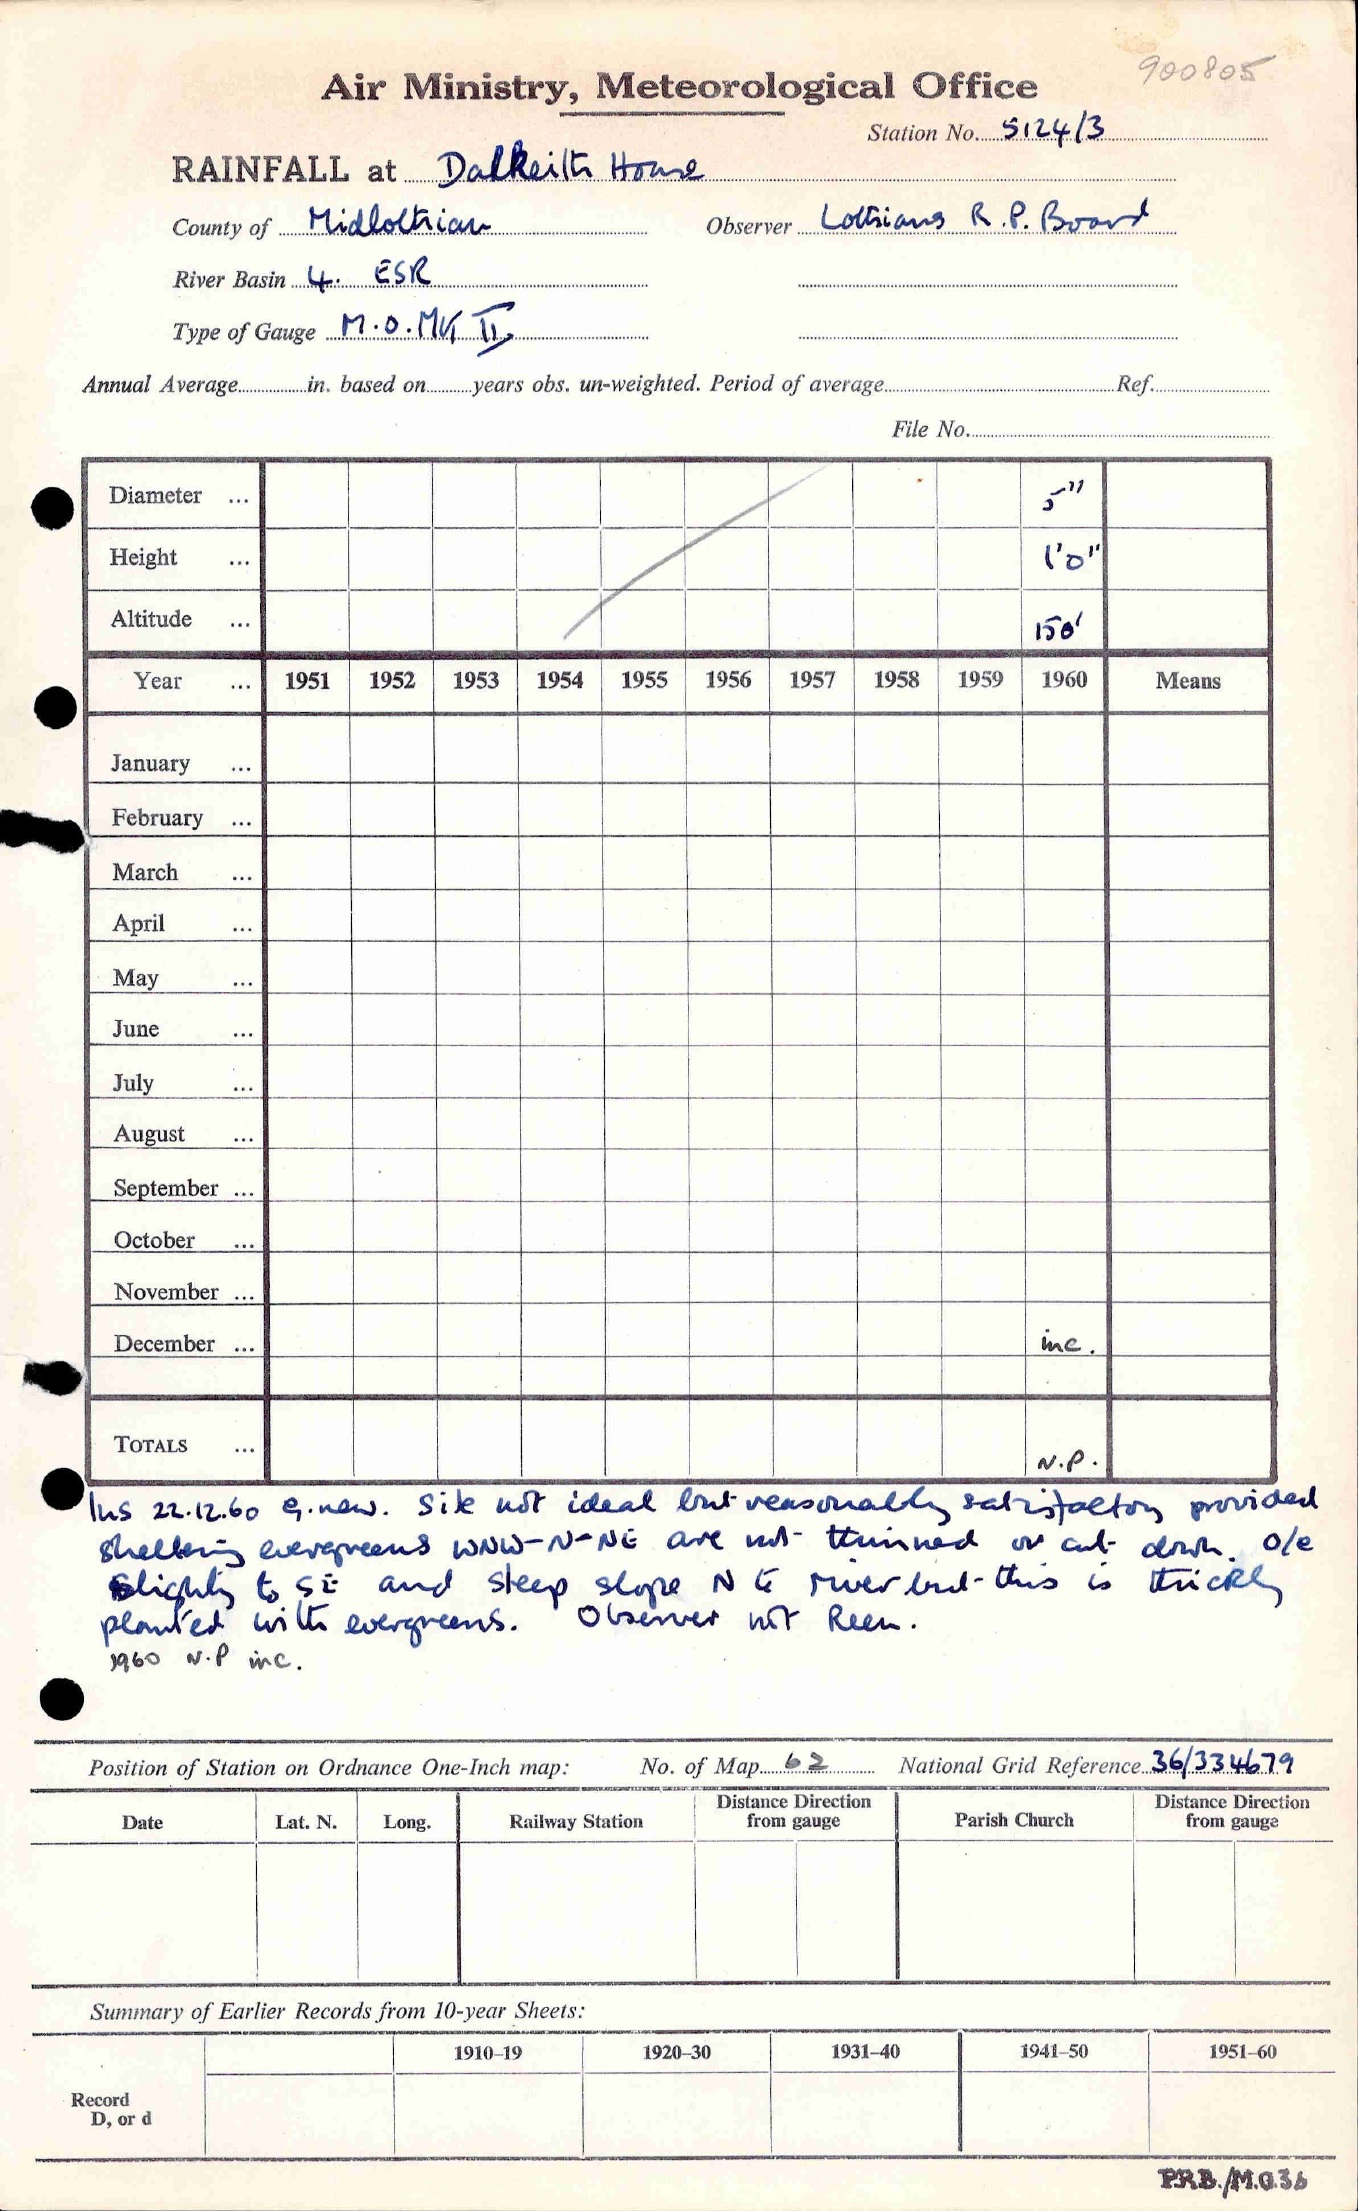 900805
Air Ministry, Meteorological Office
Station No. 5124/3
RAINFALL at Dalkeith House
County of Midlothian Observer Lothians R.P. Board
River Basin 4. ESR
Type of Gauge M.O. Mk II
Annual Average in. based on years obs. un-weighted. Period of average Ref.
File No.
Diameter ... 5"
Height ... 1'0"
Altitude ... 150'
Year ... 1951 1952 1953 1954 1955 1956 1957 1958 1959 1960 Means
January ...
February ...
March ...
April ...
May ...
June ...
July ...
August ...
September ...
October ...
November ...
December ... inc.
TOTALS ... N.P.
Ins 22.12.60 G. new. Site not ideal but reasonably satisfactory provided
sheltering evergreens WNW-N-NE are not thinned or cut down. O/e
slightly to SE and steep slope N to river but this is thickly
planted with evergreens. Observer not keen.
1960 N.P inc.
Position of Station on Ordnance One-Inch map: No. of Map 62 National Grid Reference 36/334679
Date Lat. N. Long. Railway Station Distance Direction from gauge Parish Church Distance Direction from gauge
Summary of Earlier Records from 10-year Sheets:
1910–19 1920–30 1931–40 1941–50 1951–60
Record
D, or d
P.R.B./M.O.36